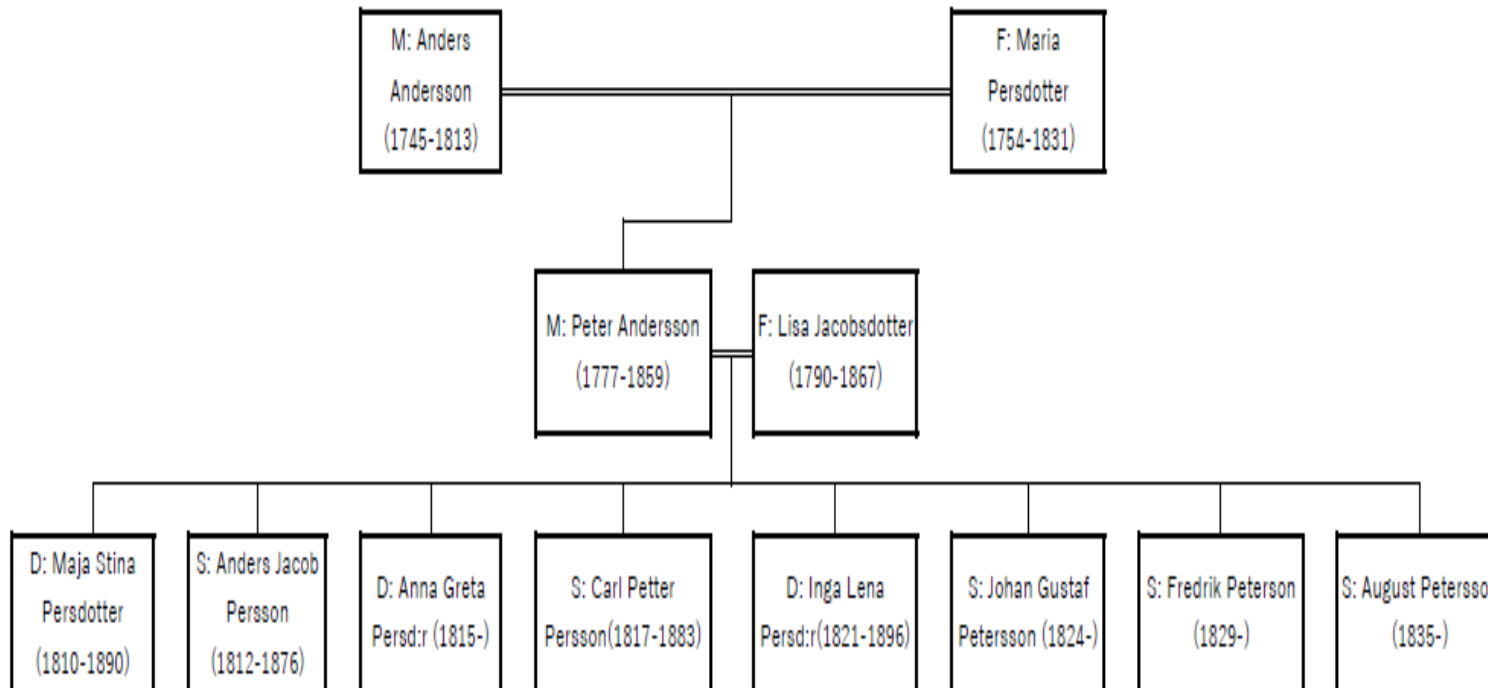 M: Anders
Andersson
(1745-1813)
F: Maria
Persdotter
(1754-1831)
M: Peter Andersson
(1777-1859)
F: Lisa Jacobsdotter
(1790-1867)
D: Maja Stina
Persdotter
(1810-1890)
S: Anders Jacob
Persson
(1812-1876)
D: Anna Greta
Persd:r (1815-)
S: Carl Petter
Persson(1817-1883)
D: Inga Lena
Persd:r(1821-1896)
S: Johan Gustaf
Petersson (1824-)
S: Fredrik Peterson
(1829-)
S: August Petersso
(1835-)